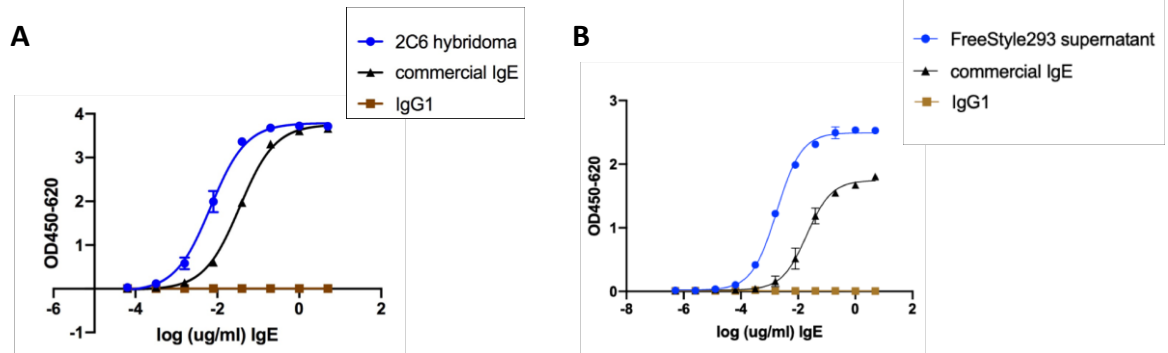 A
2C6 hybridoma
commercial IgE
IgG1
4
3
2
1
-1
OD450-620
-6
-4
-2
0
2
log (ug/ml) IgE
B
FreeStyle293 supernatant
commercial IgE
IgG1
3
2
1
0
OD450-620
-8
-6
-4
-2
0
2
log (ug/ml) IgE